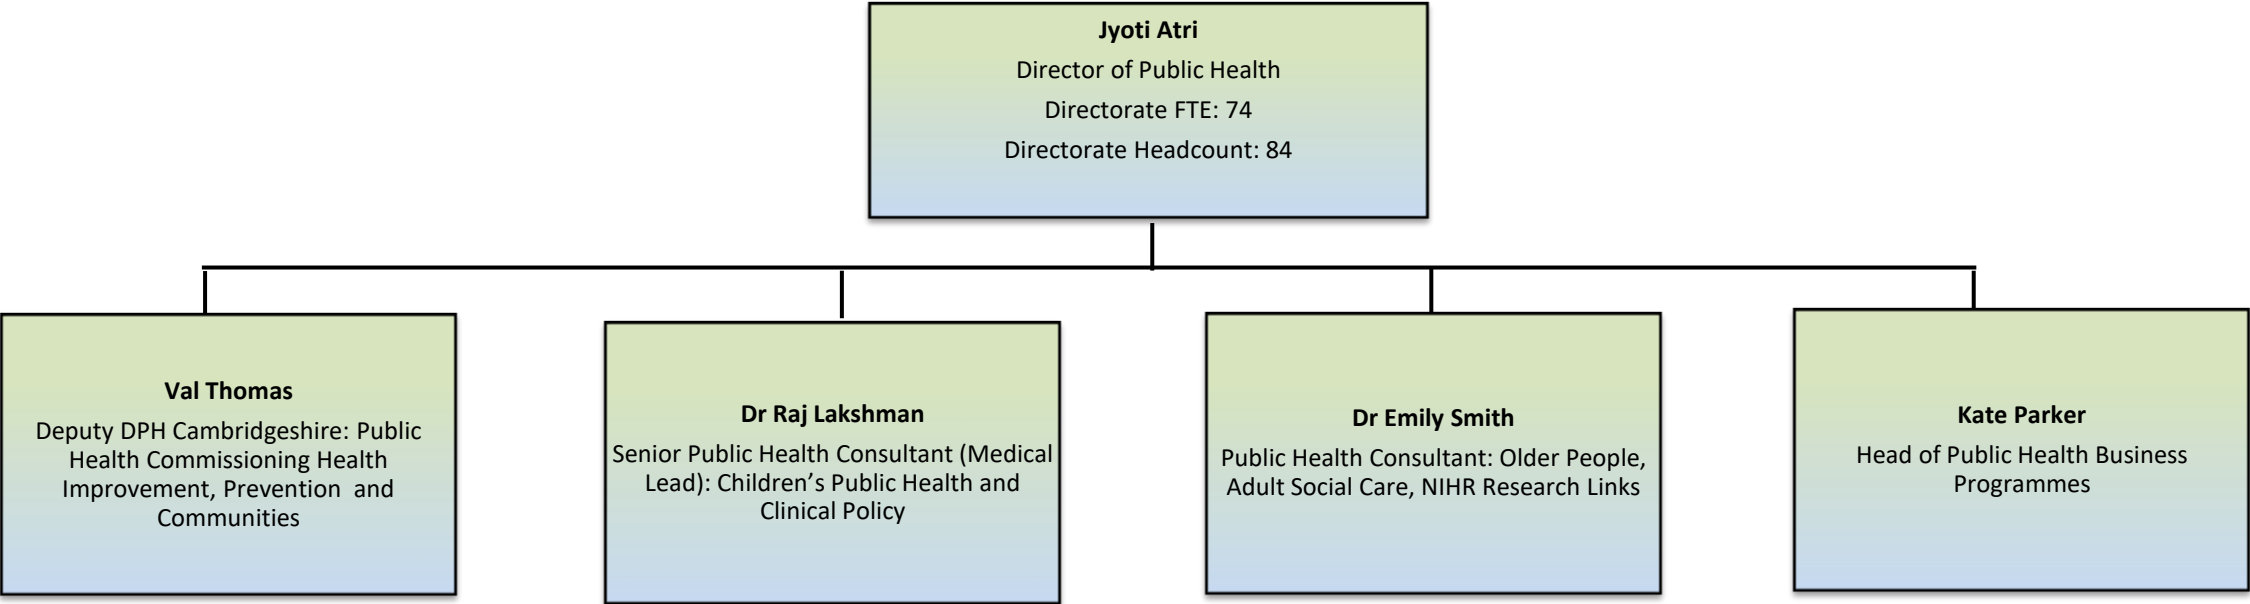 Jyoti Atri
Director of Public Health
Directorate FTE: 74
Directorate Headcount: 84
Val Thomas
Deputy DPH Cambridgeshire: Public
Health Commissioning Health
Improvement, Prevention and
Communities
Dr Raj Lakshman
Senior Public Health Consultant (Medical
Lead): Children’s Public Health and
Clinical Policy
Dr Emily Smith
Public Health Consultant: Older People,
Adult Social Care, NIHR Research Links
Kate Parker
Head of Public Health Business
Programmes